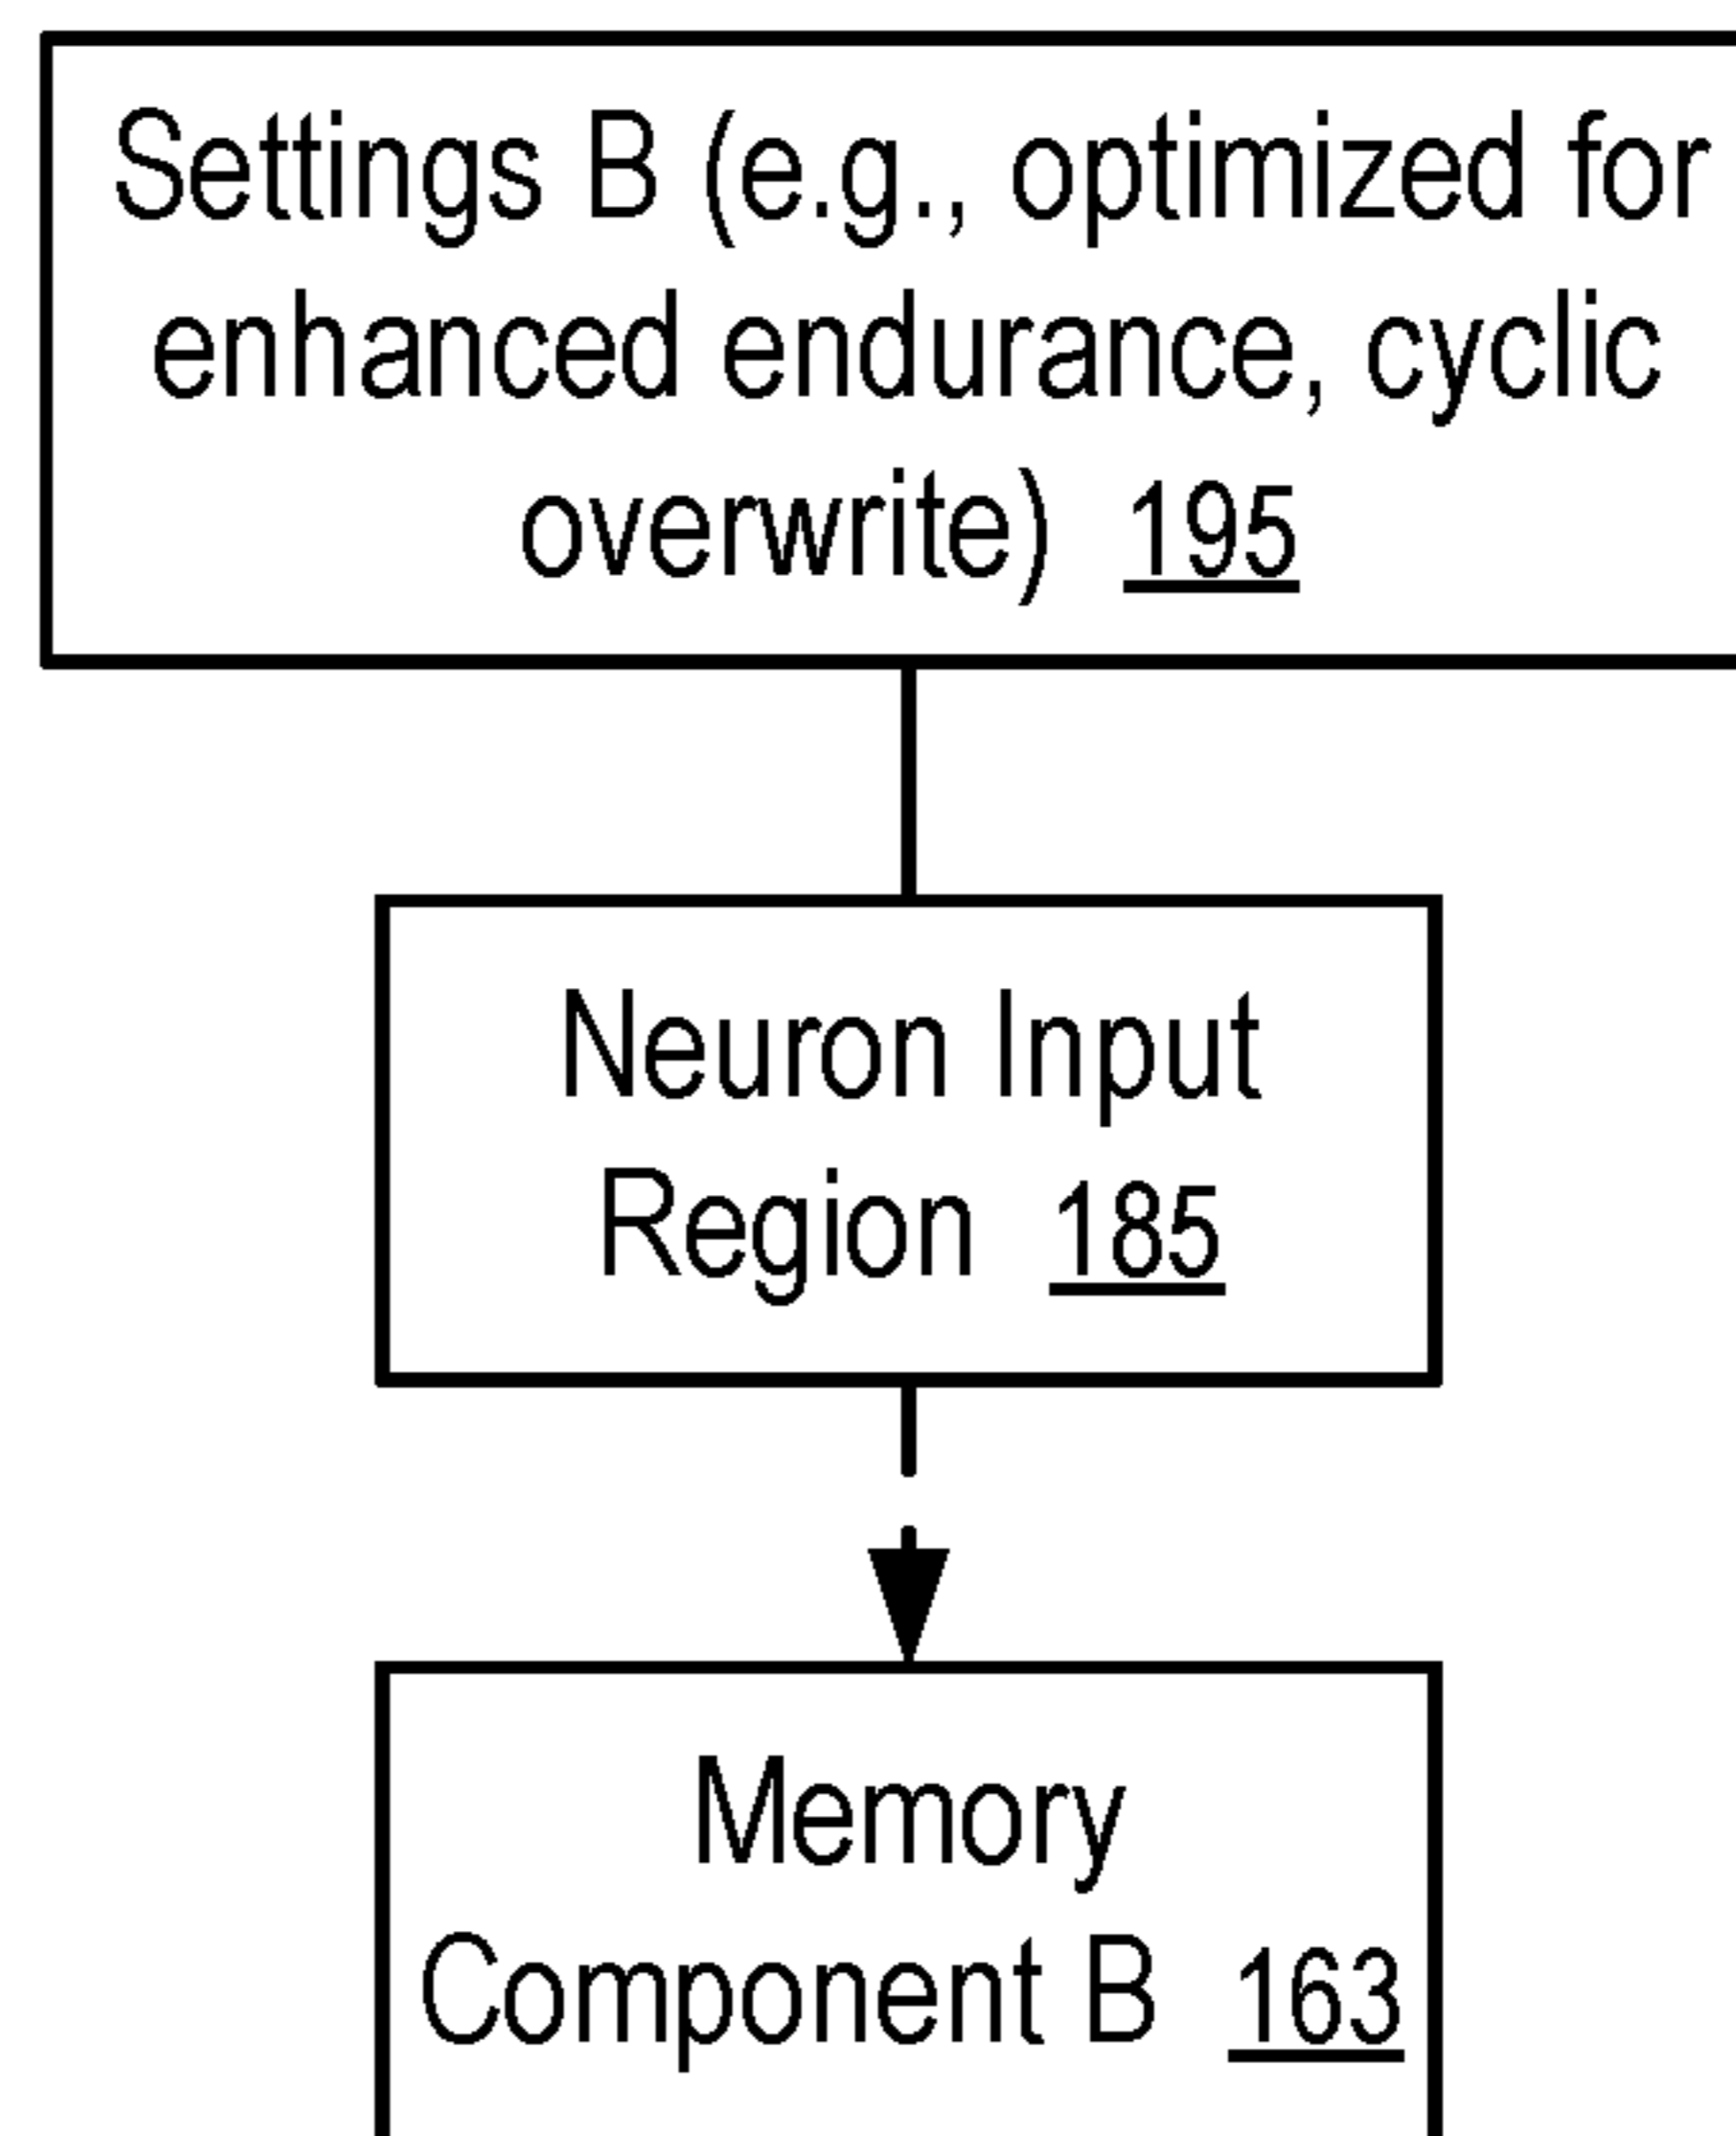 Settings B (e.g., optimized for
enhanced endurance, cyclic
overwrite) 195
Neuron Input
Region 185
Memory
Component B 163